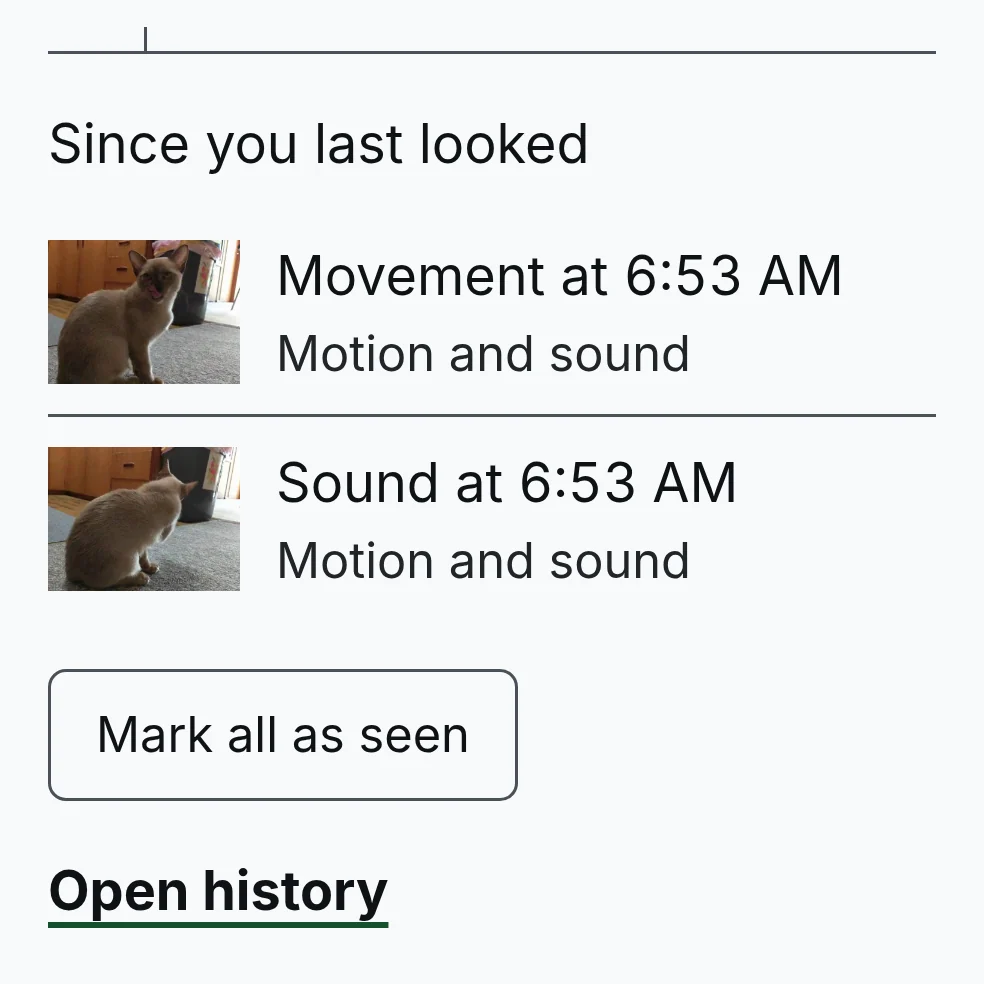 Since you last looked
Movement at 6:53 AM
Motion and sound
Sound at 6:53 AM
Motion and sound
Mark all as seen
Open history